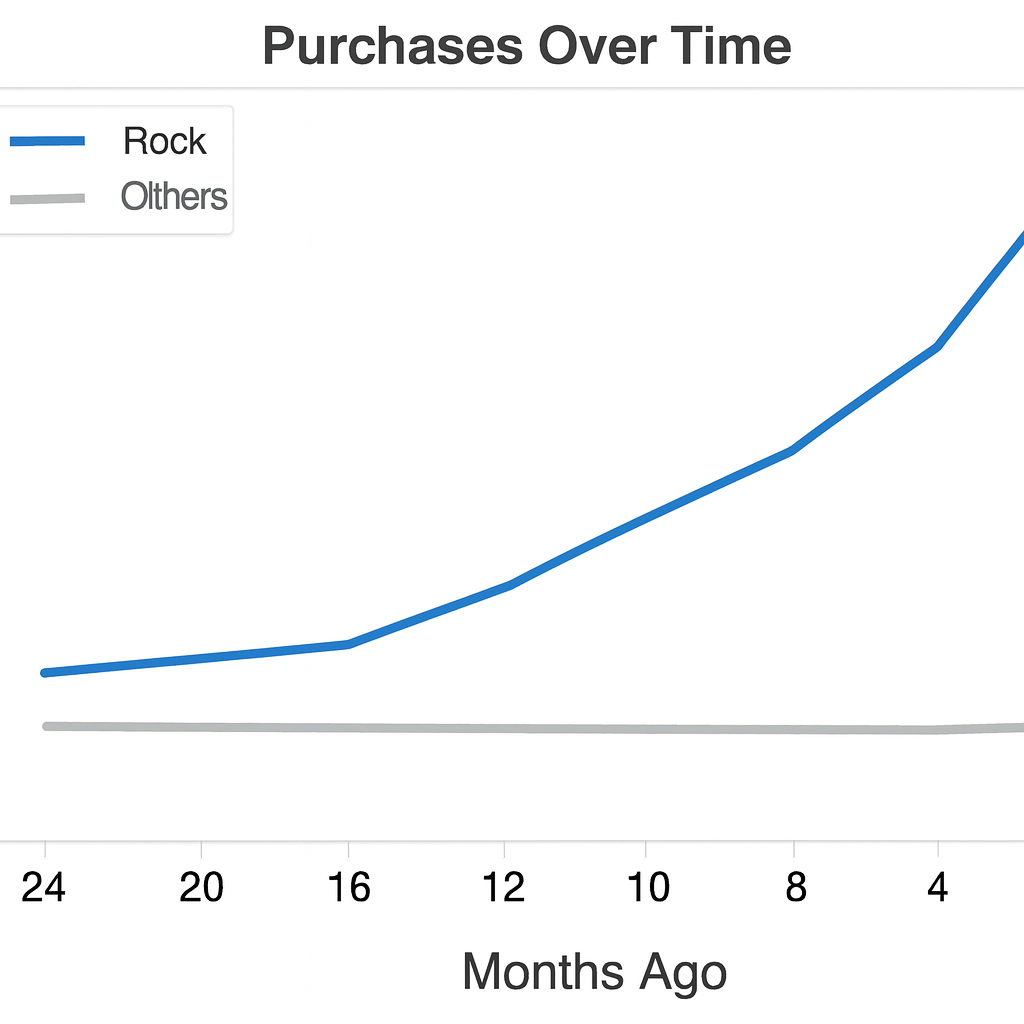 Purchases Over Time
Rock
Olthers
24 20 16 12 10 8 4
Months Ago